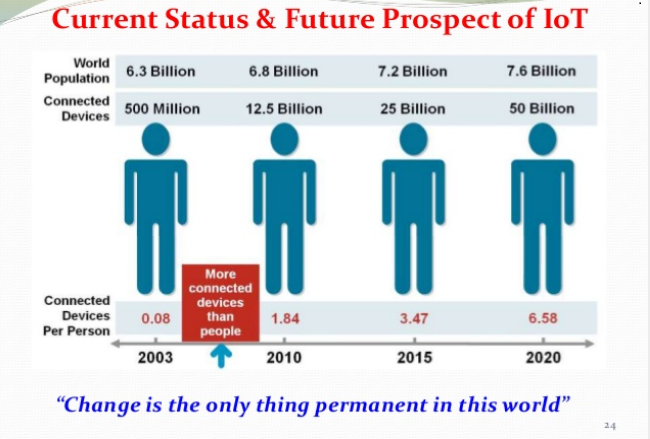 Current Status & Future Prospect of IoT
World
Population
6.3 Billion 6.8 Billion 7.2 Billion 7.6 Billion
Connected
Devices
500 Million 12.5 Billion 25 Billion 50 Billion
More
connected
devices
than
people
Connected
Devices
Per Person
0.08 1.84 3.47 6.58
2003 2010 2015 2020
“Change is the only thing permanent in this world”
24